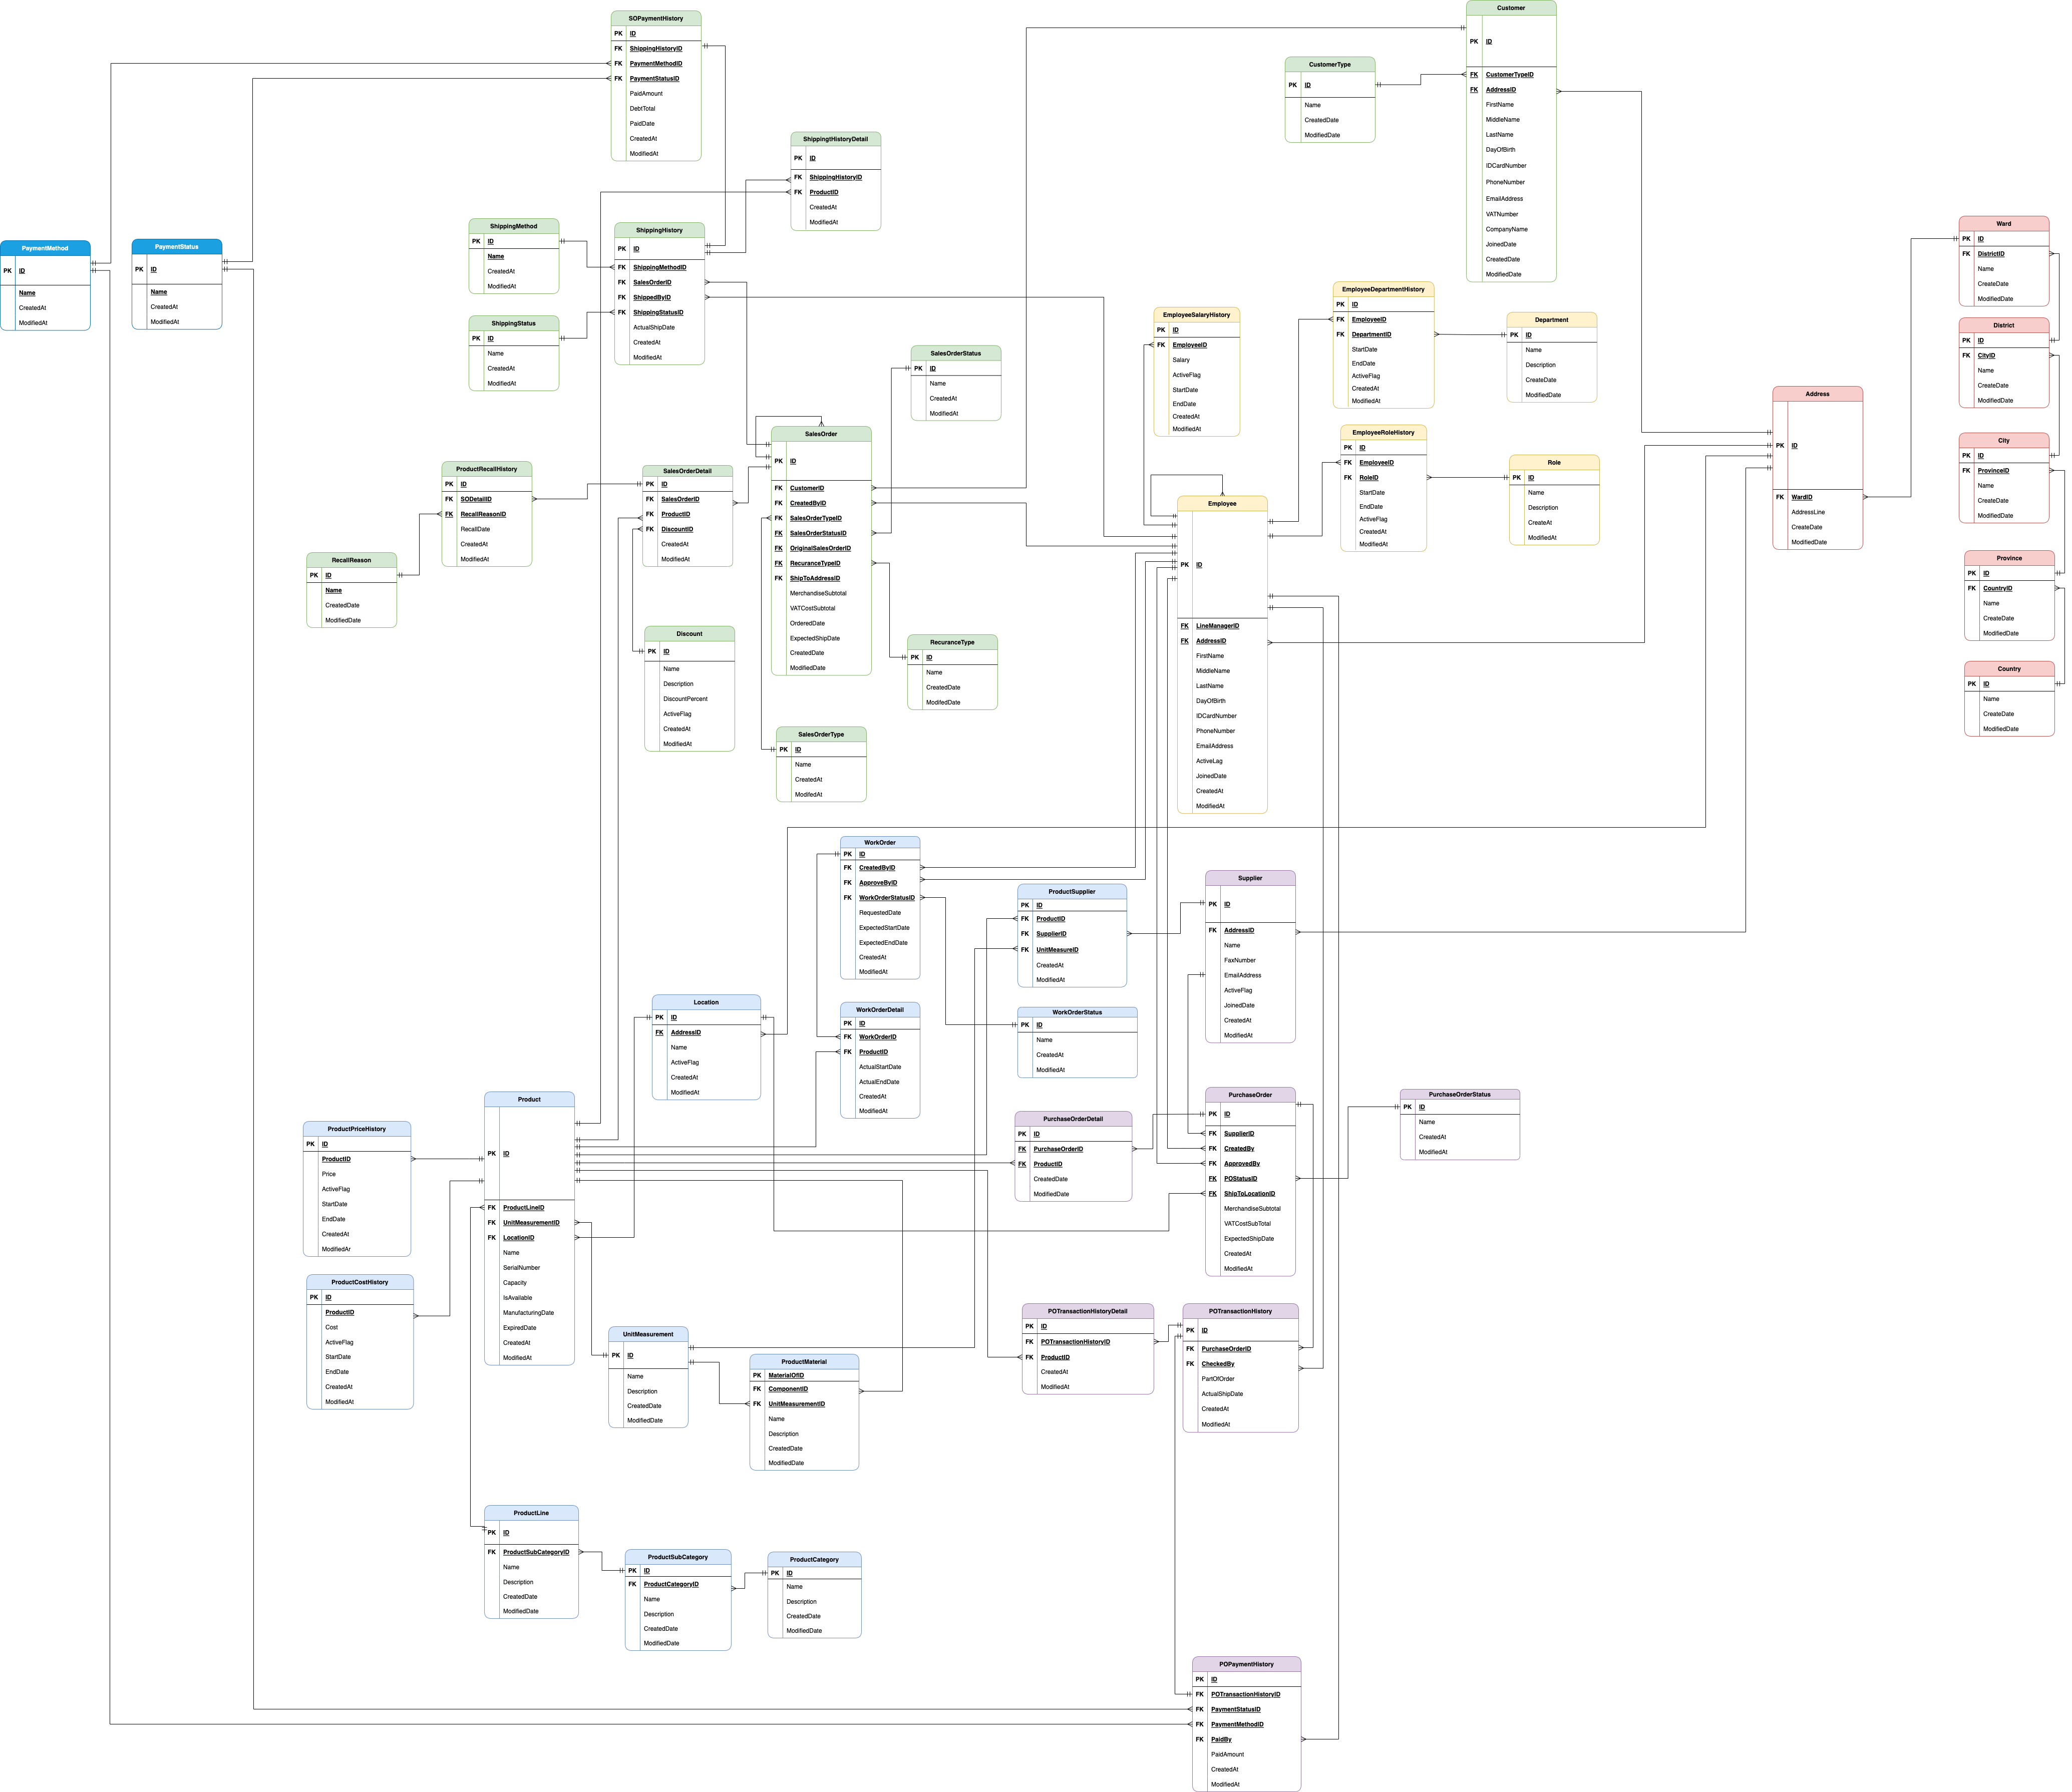 SOPaymentHistory
PK ID
FK ShippingHistoryID
FK PaymentMethodID
FK PaymentStatusID
PaidAmount
DebtTotal
PaidDate
CreatedAt
ModifiedAt
Customer
PK ID
FK CustomerTypeID
FK AddressID
FirstName
MiddleName
LastName
DayOfBirth
IDCardNumber
PhoneNumber
EmailAddress
VATNumber
CompanyName
JoinedDate
CreatedDate
ModifiedDate
CustomerType
PK ID
Name
CreatedDate
ModifiedDate
ShippingtHistoryDetail
PK ID
FK ShippingHistoryID
FK ProductID
CreatedAt
ModifiedAt
PaymentMethod
PK ID
Name
CreatedAt
ModifiedAt
PaymentStatus
PK ID
Name
CreatedAt
ModifiedAt
ShippingMethod
PK ID
Name
CreatedAt
ModifiedAt
ShippingHistory
PK ID
FK ShippingMethodID
FK SalesOrderID
FK ShippedByID
FK ShippingStatusID
ActualShipDate
CreatedAt
ModifiedAt
ShippingStatus
PK ID
Name
CreatedAt
ModifiedAt
Ward
PK ID
FK DistrictID
Name
CreateDate
ModifiedDate
District
PK ID
FK CityID
Name
CreateDate
ModifiedDate
City
PK ID
FK ProvinceID
Name
CreateDate
ModifiedDate
Province
PK ID
FK CountryID
Name
CreateDate
ModifiedDate
Country
PK ID
Name
CreateDate
ModifiedDate
Address
PK ID
FK WardID
AddressLine
CreateDate
ModifiedDate
EmployeeSalaryHistory
PK ID
FK EmployeeID
Salary
ActiveFlag
StartDate
EndDate
CreatedAt
ModifiedAt
EmployeeDepartmentHistory
PK ID
FK EmployeeID
FK DepartmentID
StartDate
EndDate
ActiveFlag
CreatedAt
ModifiedAt
Department
PK ID
Name
Description
CreateDate
ModifiedDate
EmployeeRoleHistory
PK ID
FK EmployeeID
FK RoleID
StartDate
EndDate
ActiveFlag
CreatedAt
ModifiedAt
Role
PK ID
Name
Description
CreateAt
ModifiedAt
SalesOrderStatus
PK ID
Name
CreatedAt
ModifiedAt
SalesOrder
PK ID
FK CustomerID
FK CreatedByID
FK SalesOrderTypeID
FK SalesOrderStatusID
FK OriginalSalesOrderID
FK RecuranceTypeID
FK ShipToAddressID
MerchandiseSubtotal
VATCostSubtotal
OrderedDate
ExpectedShipDate
CreatedDate
ModifiedDate
ProductRecallHistory
PK ID
FK SODetailID
FK RecallReasonID
RecallDate
CreatedAt
ModifiedAt
SalesOrderDetail
PK ID
FK SalesOrderID
FK ProductID
FK DiscountID
CreatedAt
ModifiedAt
RecallReason
PK ID
Name
CreatedDate
ModifiedDate
Discount
PK ID
Name
Description
DiscountPercent
ActiveFlag
CreatedAt
ModifiedAt
RecuranceType
PK ID
Name
CreatedDate
ModifedDate
SalesOrderType
PK ID
Name
CreatedAt
ModifedAt
Employee
PK ID
FK LineManagerID
FK AddressID
FirstName
MiddleName
LastName
DayOfBirth
IDCardNumber
PhoneNumber
EmailAddress
ActiveLag
JoinedDate
CreatedAt
ModifiedAt
WorkOrder
PK ID
FK CreatedByID
FK ApproveByID
FK WorkOrderStatusID
RequestedDate
ExpectedStartDate
ExpectedEndDate
CreatedAt
ModifiedAt
ProductSupplier
PK ID
FK ProductID
FK SupplierID
FK UnitMeasureID
CreatedAt
ModifiedAt
Supplier
PK ID
FK AddressID
Name
FaxNumber
EmailAddress
ActiveFlag
JoinedDate
CreatedAt
ModifiedAt
Location
PK ID
FK AddressID
Name
ActiveFlag
CreatedAt
ModifiedAt
WorkOrderDetail
PK ID
FK WorkOrderID
FK ProductID
ActualStartDate
ActualEndDate
CreatedAt
ModifiedAt
WorkOrderStatus
PK ID
Name
CreatedAt
ModifiedAt
Product
PK ID
FK ProductLineID
FK UnitMeasurementID
FK LocationID
Name
SerialNumber
Capacity
IsAvailable
ManufacturingDate
ExpiredDate
CreatedAt
ModifiedAt
ProductPriceHistory
PK ID
ProductID
Price
ActiveFlag
StartDate
EndDate
CreatedAt
ModifiedAr
ProductCostHistory
PK ID
ProductID
Cost
ActiveFlag
StartDate
EndDate
CreatedAt
ModifiedAt
PurchaseOrderDetail
PK ID
FK PurchaseOrderID
FK ProductID
CreatedDate
ModifiedDate
PurchaseOrder
PK ID
FK SupplierID
FK CreatedBy
FK ApprovedBy
FK POStatusID
FK ShipToLocationID
MerchandiseSubtotal
VATCostSubTotal
ExpectedShipDate
CreatedAt
ModifiedAt
PurchaseOrderStatus
PK ID
Name
CreatedAt
ModifiedAt
UnitMeasurement
PK ID
Name
Description
CreatedDate
ModifiedDate
ProductMaterial
PK MaterialOfID
FK ComponentID
FK UnitMeasurementID
Name
Description
CreatedDate
ModifiedDate
POTransactionHistoryDetail
PK ID
FK POTransactionHistoryID
FK ProductID
CreatedAt
ModifiedAt
POTransactionHistory
PK ID
FK PurchaseOrderID
FK CheckedBy
PartOfOrder
ActualShipDate
CreatedAt
ModifiedAt
ProductLine
PK ID
FK ProductSubCategoryID
Name
Description
CreatedDate
ModifiedDate
ProductSubCategory
PK ID
FK ProductCategoryID
Name
Description
CreatedDate
ModifiedDate
ProductCategory
PK ID
Name
Description
CreatedDate
ModifiedDate
POPaymentHistory
PK ID
FK POTransactionHistoryID
FK PaymentStatusID
FK PaymentMethodID
FK PaidBy
PaidAmount
CreatedAt
ModifiedAt